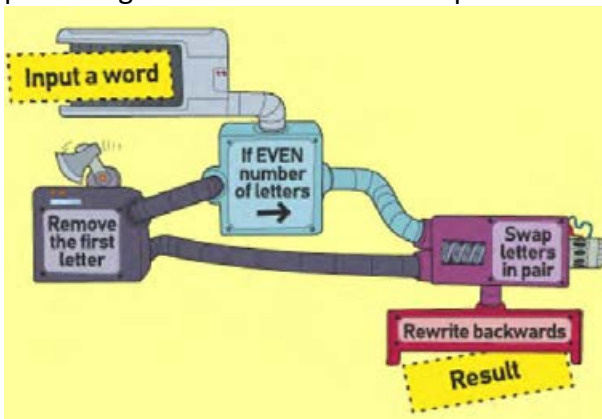 Input a word
If EVEN
number
of letters
Remove
the first
letter
Swap
letters
in pair
Rewrite backwards
Result